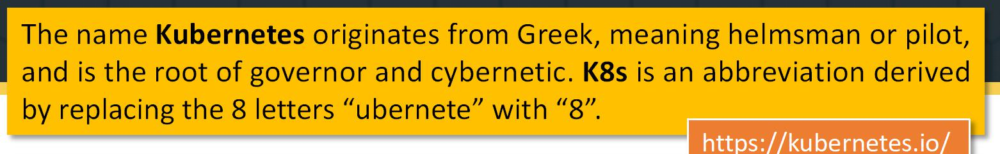 The name Kubernetes originates from Greek, meaning helmsman or pilot,
and is the root of governor and cybernetic. K8s is an abbreviation derived
by replacing the 8 letters “ubernete” with “8”.
https://kubernetes.io/